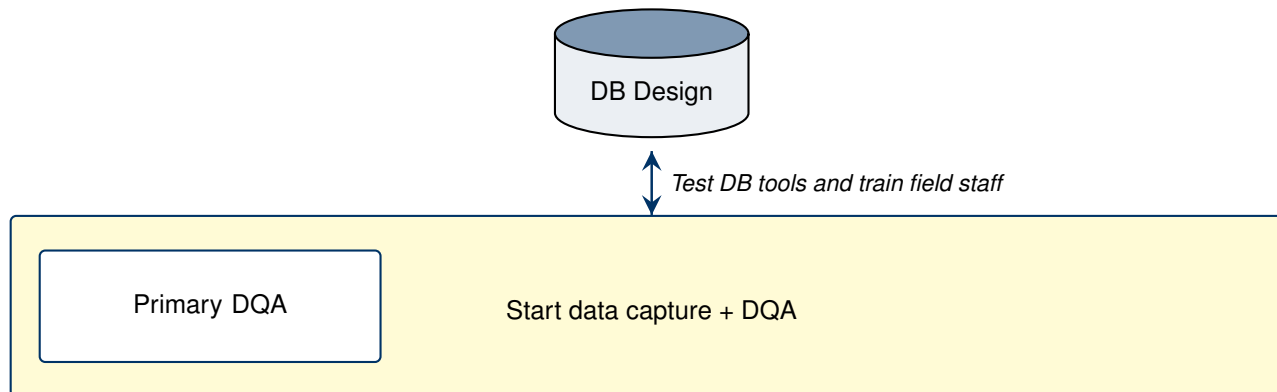 DB Design
Test DB tools and train field staff
Primary DQA
Start data capture + DQA